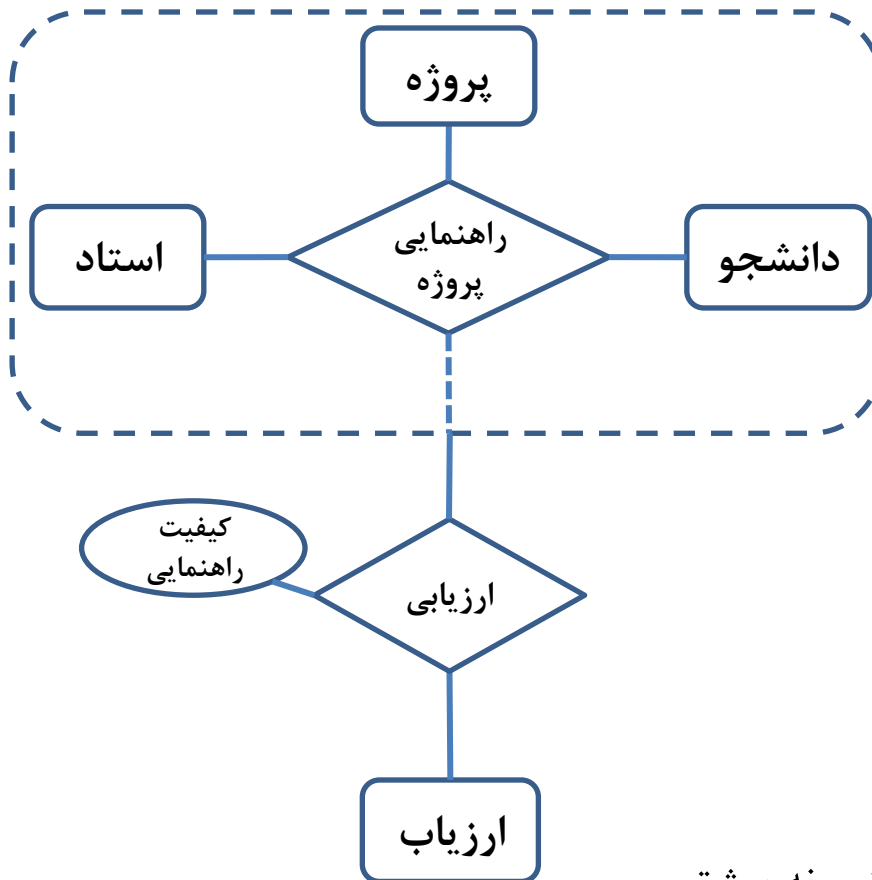 پروژه
راهنمایی
پروژه
دانشجو
استاد
کیفیت
راهنمایی
ارزیابی
ارزیاب